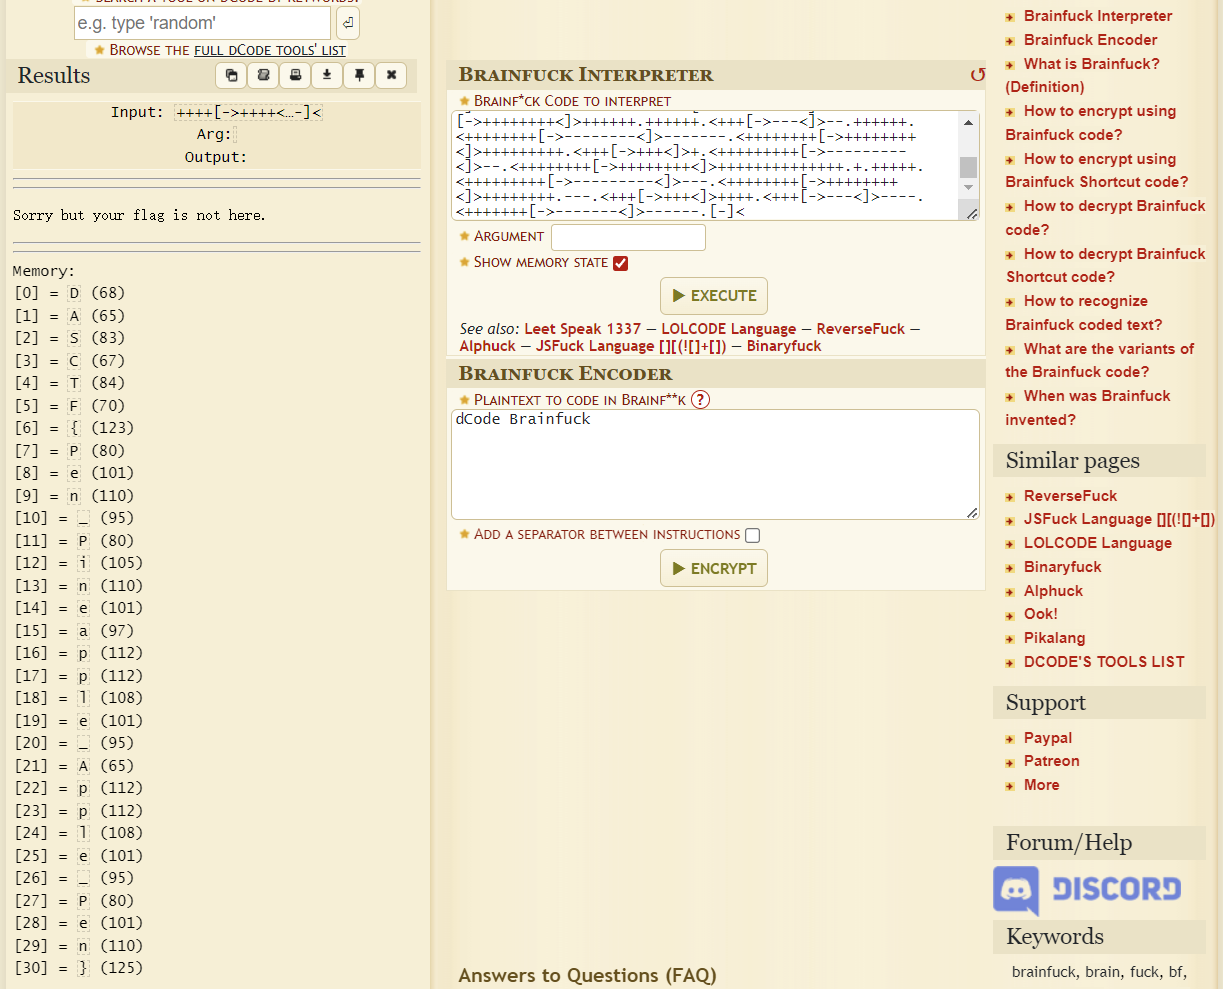 e.g. type 'random'
★ Browse the full dCode tools' list
Results
Input: ++++[->++++<…-]<
Arg:
Output:
Sorry but your flag is not here.
Memory:
[0] = D (68)
[1] = A (65)
[2] = S (83)
[3] = C (67)
[4] = T (84)
[5] = F (70)
[6] = { (123)
[7] = P (80)
[8] = e (101)
[9] = n (110)
[10] = _ (95)
[11] = P (80)
[12] = i (105)
[13] = n (110)
[14] = e (101)
[15] = a (97)
[16] = p (112)
[17] = p (112)
[18] = l (108)
[19] = e (101)
[20] = _ (95)
[21] = A (65)
[22] = p (112)
[23] = p (112)
[24] = l (108)
[25] = e (101)
[26] = _ (95)
[27] = P (80)
[28] = e (101)
[29] = n (110)
[30] = } (125)
Brainfuck Interpreter
★ Brainf*ck Code to interpret
[->++++++++<]>++++++.++++++.<+++[->---<]>--.++++++.
<++++++++[->--------<]>-------.<++++++++[->++++++++
<]>+++++++++.<+++[->+++<]>+.<+++++++++[->---------
<]>--.<++++++++[->++++++++<]>+++++++++++++++.+.+++++.
<+++++++++[->---------<]>---.<++++++++[->++++++++
<]>++++++++.---.<+++[->+++<]>++++.<+++[->---<]>----.
<+++++++[->-------<]>------.[-]<
★ Argument
★ Show memory state
▶ EXECUTE
See also: Leet Speak 1337 — LOLCODE Language — ReverseFuck —
Alphuck — JSFuck Language [][(![]+[]) — Binaryfuck
Brainfuck Encoder
★ Plaintext to code in Brainf**k ?
dCode Brainfuck
★ Add a separator between instructions
▶ ENCRYPT
Answers to Questions (FAQ)
Brainfuck Interpreter
Brainfuck Encoder
What is Brainfuck?
(Definition)
How to encrypt using
Brainfuck code?
How to encrypt using
Brainfuck Shortcut code?
How to decrypt Brainfuck
code?
How to decrypt Brainfuck
Shortcut code?
How to recognize
Brainfuck coded text?
What are the variants of
the Brainfuck code?
When was Brainfuck
invented?
Similar pages
ReverseFuck
JSFuck Language [][(![]+[])
LOLCODE Language
Binaryfuck
Alphuck
Ook!
Pikalang
DCODE'S TOOLS LIST
Support
Paypal
Patreon
More
Forum/Help
DISCORD
Keywords
brainfuck, brain, fuck, bf,